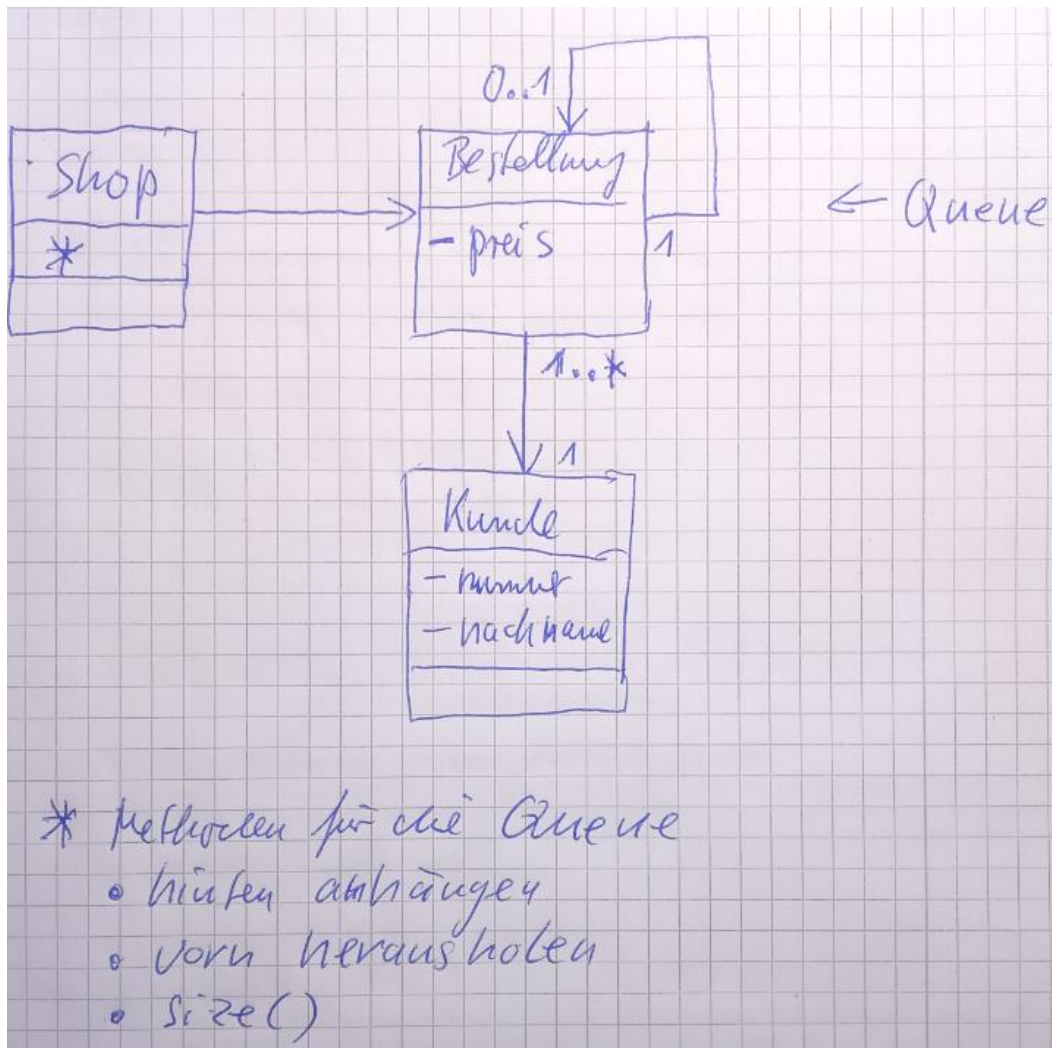 0..1
Shop
Bestellung
← Queue
*
- preis
1
1..*
1
Kunde
- nummer
- nachname
* Methoden für die Queue
• hinten anhängen
• vorn herausholen
• size()